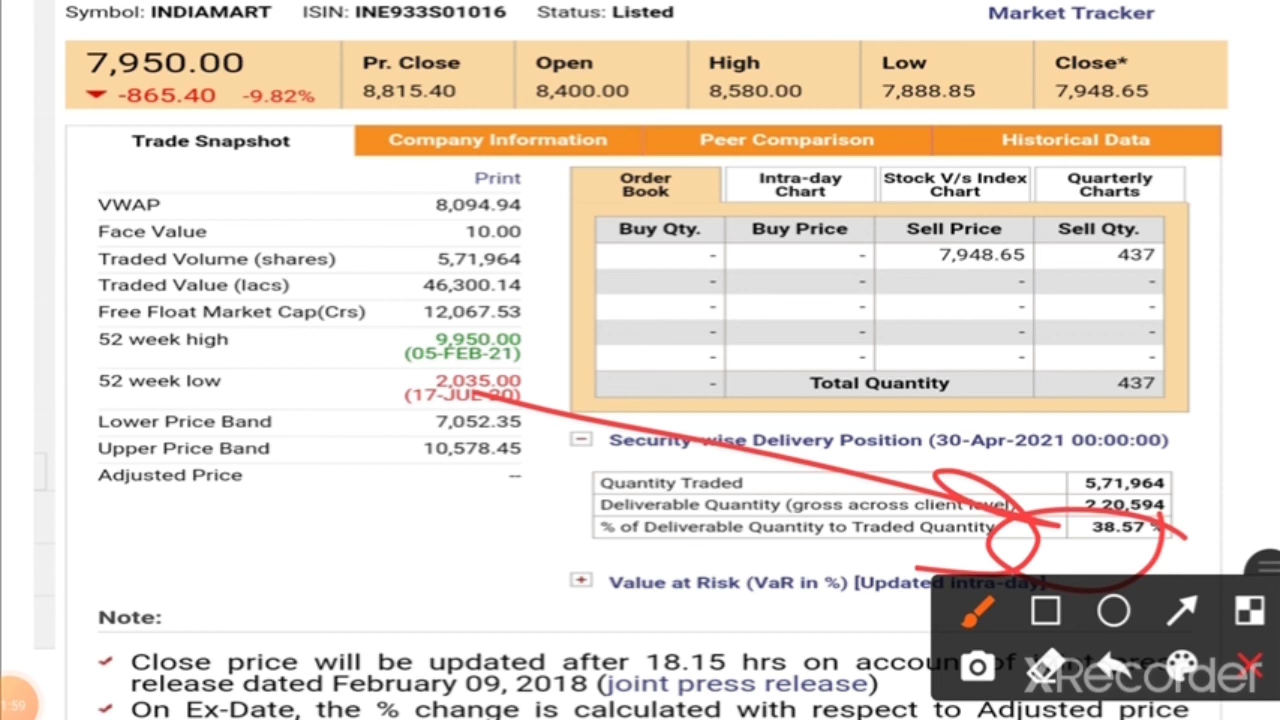 Symbol: INDIAMART ISIN: INE933S01016 Status: Listed Market Tracker
7,950.00 Pr. Close Open High Low Close*
-865.40 -9.82% 8,815.40 8,400.00 8,580.00 7,888.85 7,948.65
Trade Snapshot Company Information Peer Comparison Historical Data
Print
VWAP 8,094.94
Face Value 10.00
Traded Volume (shares) 5,71,964
Traded Value (lacs) 46,300.14
Free Float Market Cap(Crs) 12,067.53
52 week high 9,950.00
(05-FEB-21)
52 week low 2,035.00
(17-JUL-20)
Lower Price Band 7,052.35
Upper Price Band 10,578.45
Adjusted Price --
Order Book Intra-day Chart Stock V/s Index Chart Quarterly Charts
Buy Qty. Buy Price Sell Price Sell Qty.
- - 7,948.65 437
- - - -
- - - -
- - - -
- - - -
- Total Quantity 437
Security-wise Delivery Position (30-Apr-2021 00:00:00)
Quantity Traded 5,71,964
Deliverable Quantity (gross across client level) 2,20,594
% of Deliverable Quantity to Traded Quantity 38.57 %
Value at Risk (VaR in %) [Updated intra-day]
Note:
Close price will be updated after 18.15 hrs on account of joint press
release dated February 09, 2018 (joint press release)
On Ex-Date, the % change is calculated with respect to Adjusted price
1:59
XRecorder